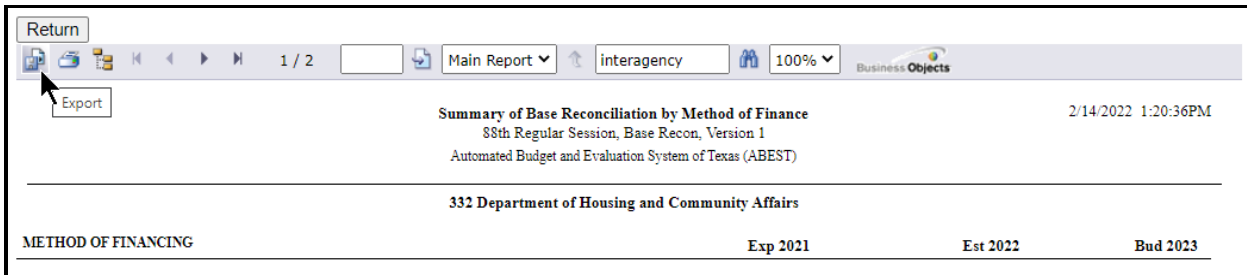 Return
1 / 2 Main Report interagency 100% Business Objects
Export
Summary of Base Reconciliation by Method of Finance 2/14/2022 1:20:36PM
88th Regular Session, Base Recon, Version 1
Automated Budget and Evaluation System of Texas (ABEST)
332 Department of Housing and Community Affairs
METHOD OF FINANCING Exp 2021 Est 2022 Bud 2023